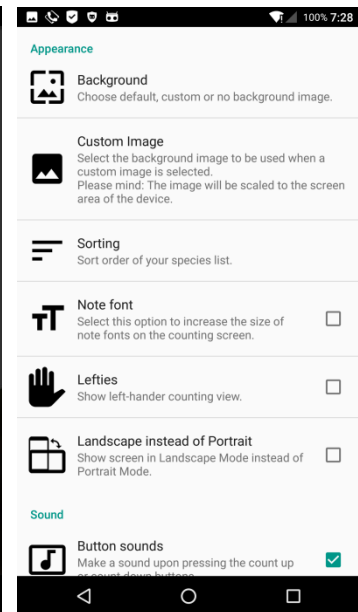 100% 7:28
Appearance
Background
Choose default, custom or no background image.
Custom Image
Select the background image to be used when a
custom image is selected.
Please mind: The image will be scaled to the screen
area of the device.
Sorting
Sort order of your species list.
Note font
Select this option to increase the size of
note fonts on the counting screen.
Lefties
Show left-hander counting view.
Landscape instead of Portrait
Show screen in Landscape Mode instead of
Portrait Mode.
Sound
Button sounds
Make a sound upon pressing the count up
or count down buttons.